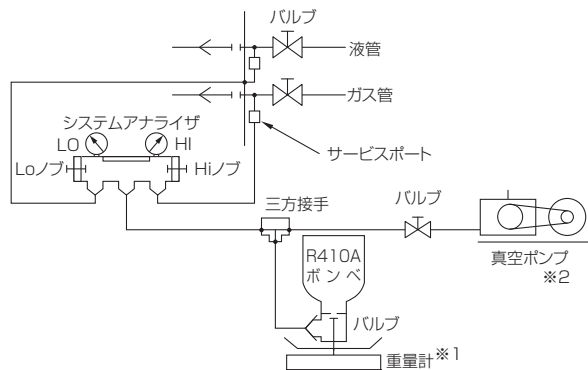 バルブ
液管
ガス管
システムアナライザ
LO
HI
Loノブ
Hiノブ
サービスポート
三方接手
バルブ
R410A
ボンベ
真空ポンプ
※2
バルブ
重量計※1